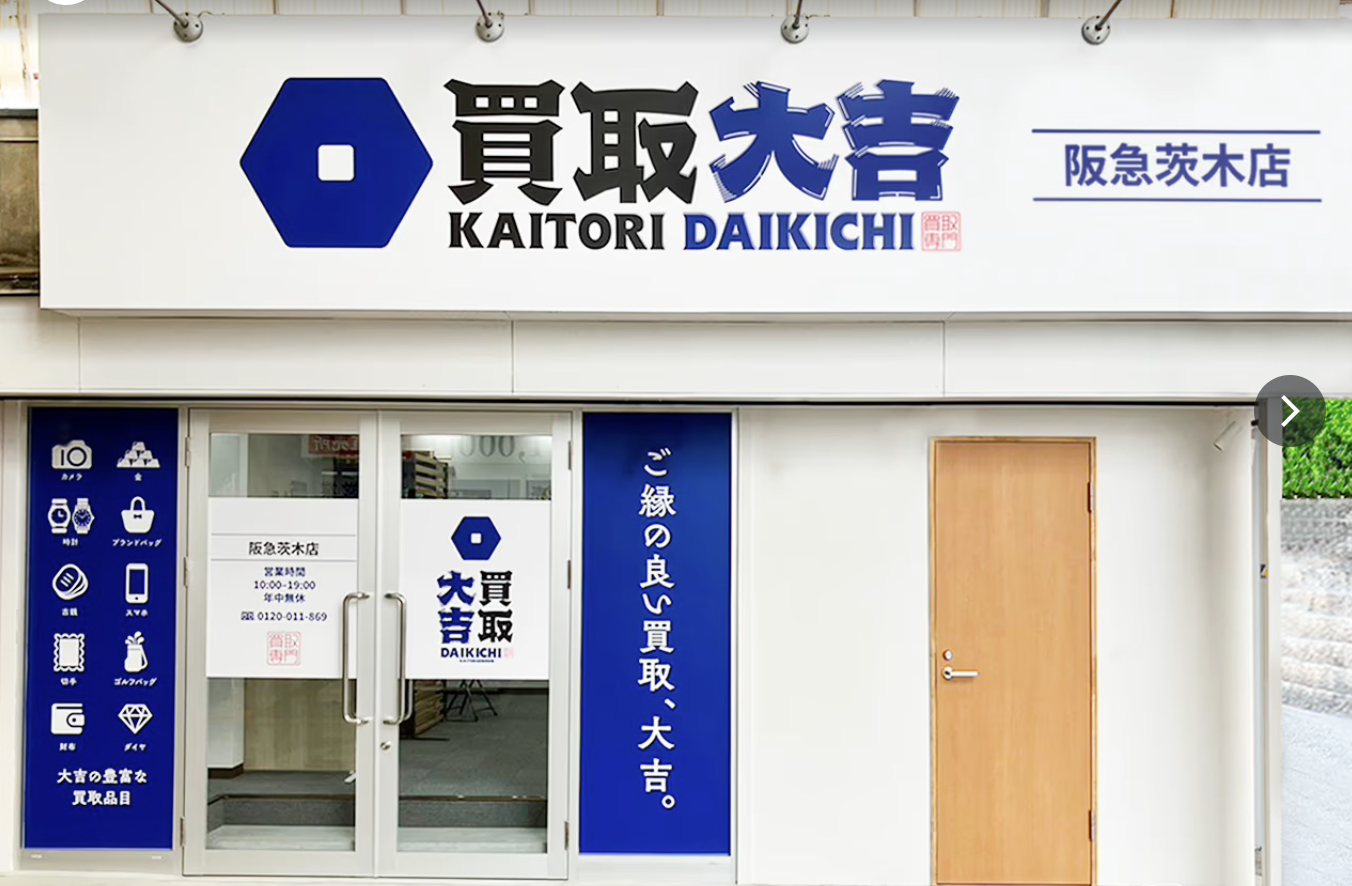 買取大吉
KAITORI DAIKICHI
買取
専門
阪急茨木店
カメラ
金
時計
ブランドバッグ
古銭
スマホ
切手
ゴルフバッグ
財布
ダイヤ
大吉の豊富な
買取品目
阪急茨木店
営業時間
10:00-19:00
年中無休
0120-011-869
買取
専門
買取
大吉
DAIKICHI
ご縁の良い買取、大吉。